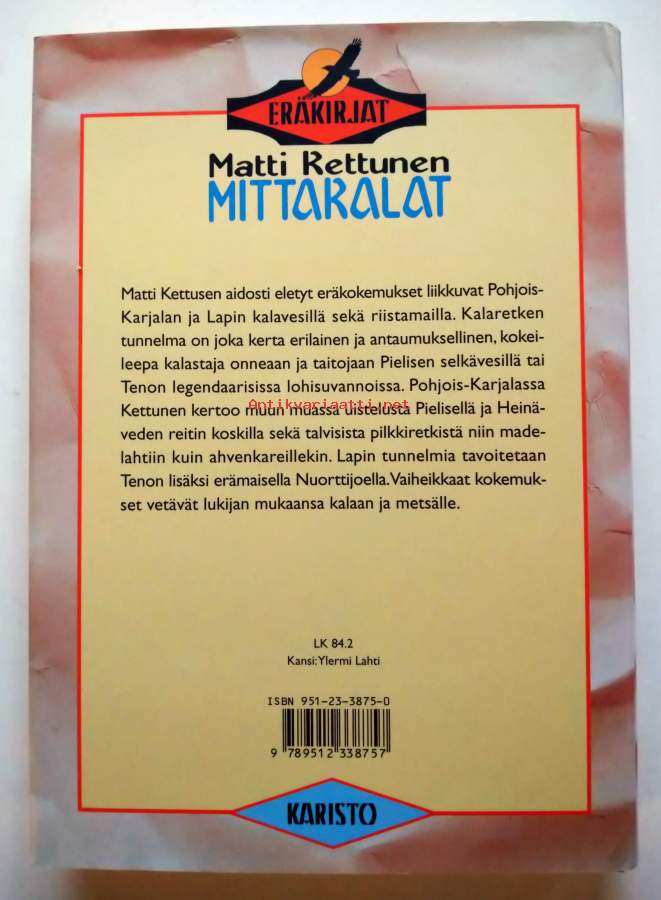 ERÄKIRJAT
Matti Kettunen
MITTAKALAT
Matti Kettusen aidosti eletyt eräkokemukset liikkuvat Pohjois-
Karjalan ja Lapin kalavesillä sekä riistamailla. Kalaretken
tunnelma on joka kerta erilainen ja antaumuksellinen, kokei-
leepa kalastaja onneaan ja taitojaan Pielisen selkävesillä tai
Tenon legendaarisissa lohisuvannoissa. Pohjois-Karjalassa
Antikvariaatti.net
Kettunen kertoo muun muassa uistelusta Pielisellä ja Heinä-
veden reitin koskilla sekä talvisista pilkkiretkistä niin made-
lahtiin kuin ahvenkareillekin. Lapin tunnelmia tavoitetaan
Tenon lisäksi erämaisella Nuorttijoella. Vaiheikkaat kokemuk-
set vetävät lukijan mukaansa kalaan ja metsälle.
LK 84.2
Kansi: Ylermi Lahti
ISBN 951-23-3875-0
9 789512 338757
KARISTO